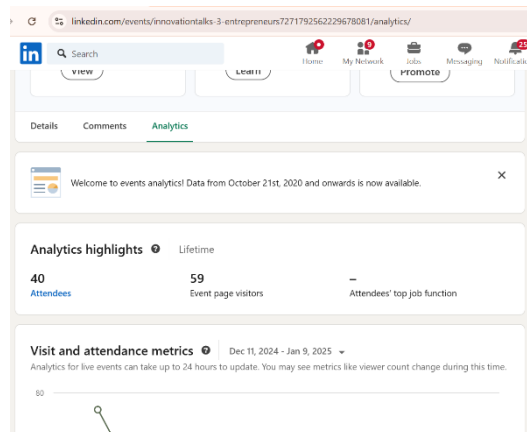 linkedin.com/events/innovationtalks-3-entrepreneurs7271792562229678081/analytics/
in
Search
9
25
Home
My Network
Jobs
Messaging
Notificatio
View
Learn
Promote
Details Comments Analytics
Welcome to events analytics! Data from October 21st, 2020 and onwards is now available.
Analytics highlights ? Lifetime
40 59 –
Attendees Event page visitors Attendees' top job function
Visit and attendance metrics ? Dec 11, 2024 - Jan 9, 2025
Analytics for live events can take up to 24 hours to update. You may see metrics like viewer count change during this time.
80